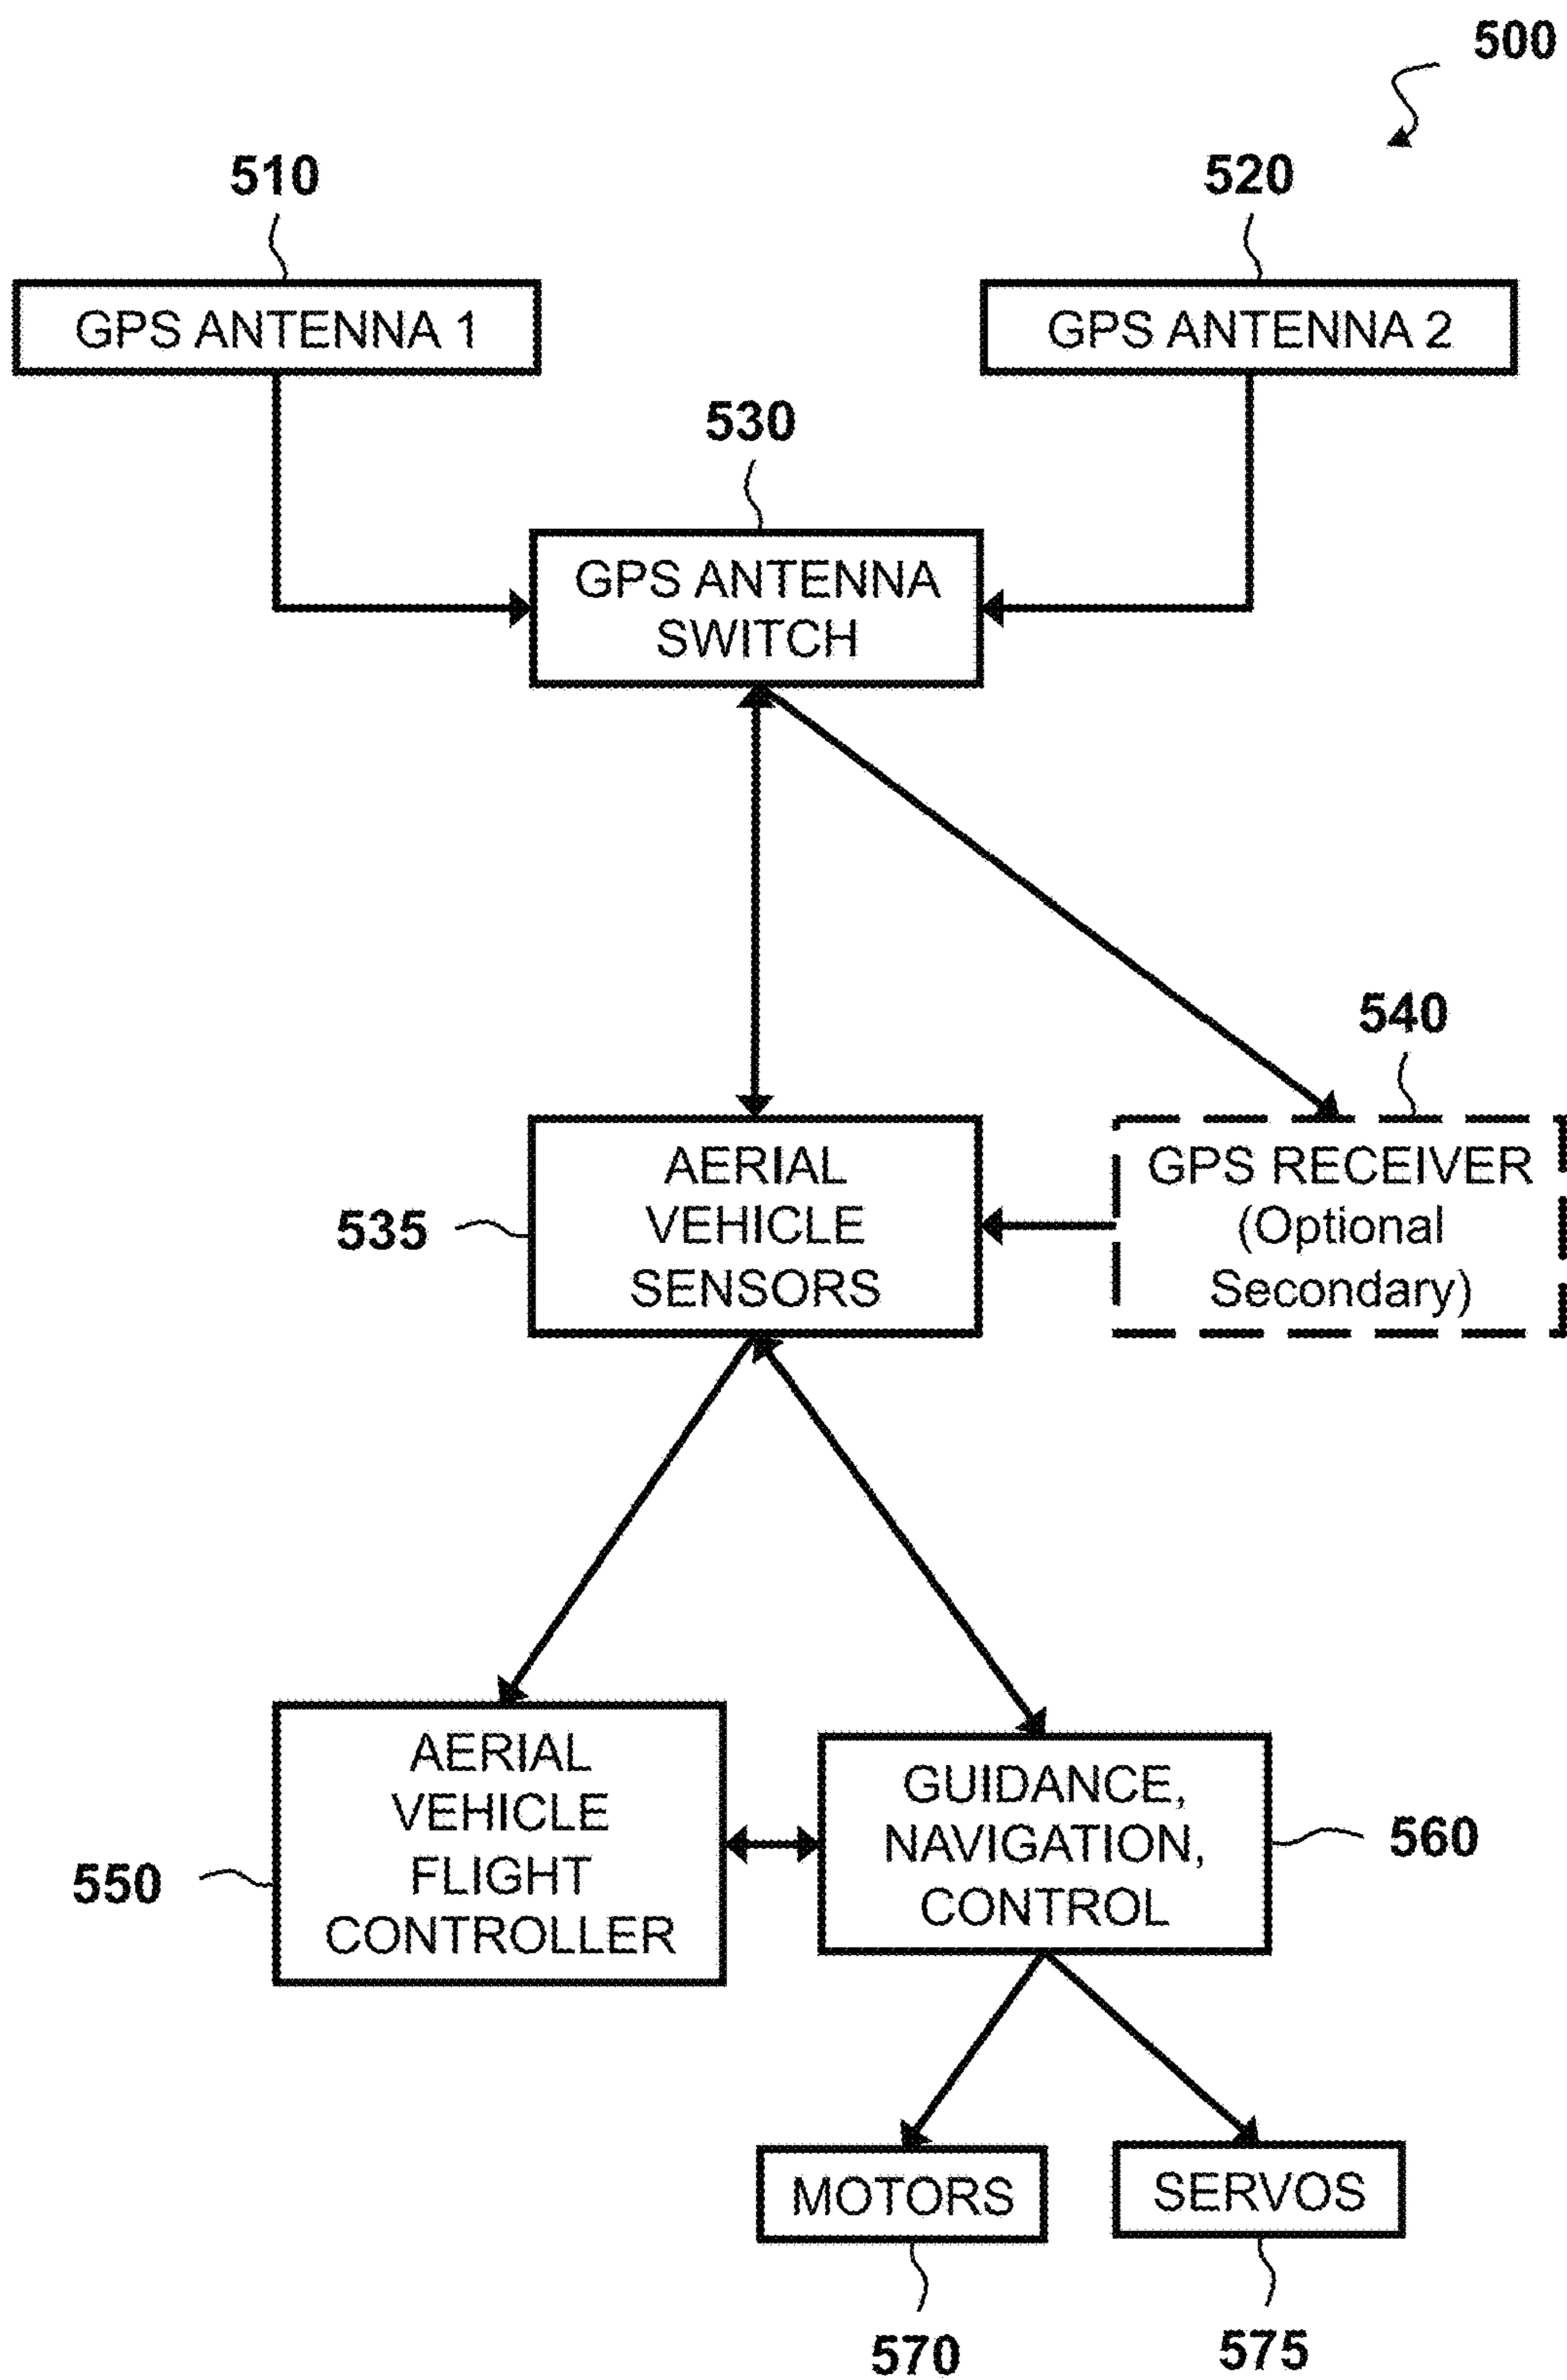 500
510
520
GPS ANTENNA 1
GPS ANTENNA 2
530
GPS ANTENNA
SWITCH
540
AERIAL
VEHICLE
SENSORS
535
GPS RECEIVER
(Optional
Secondary)
AERIAL
VEHICLE
FLIGHT
CONTROLLER
550
GUIDANCE,
NAVIGATION,
CONTROL
560
MOTORS
SERVOS
570
575